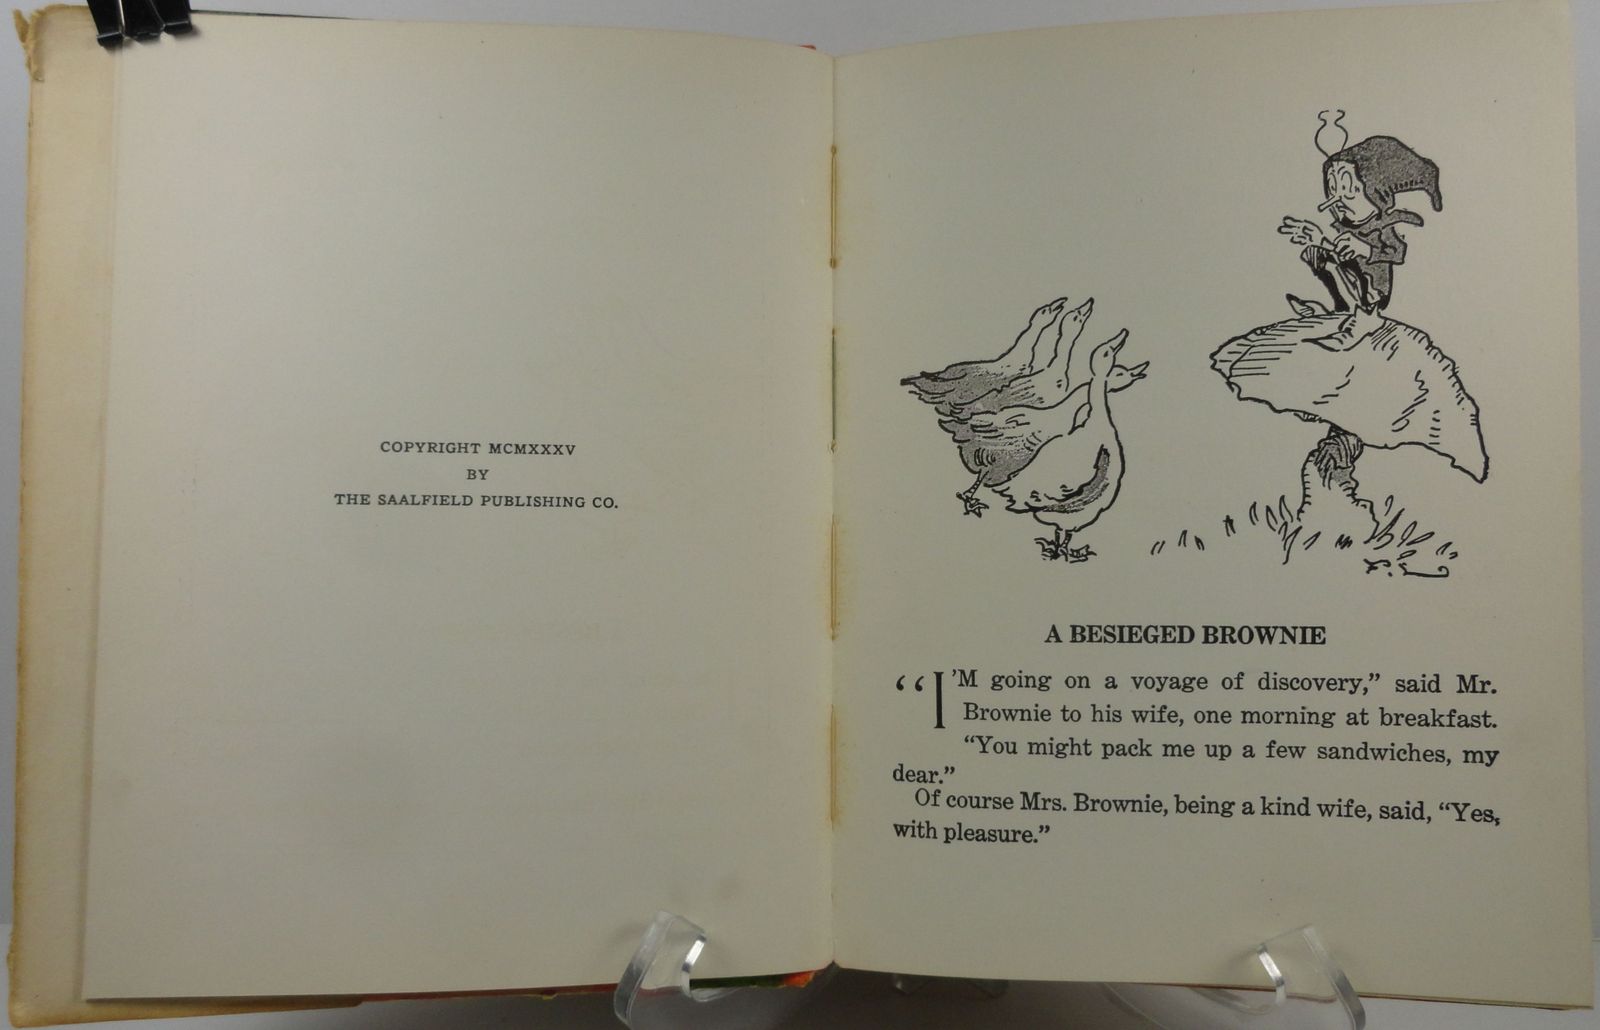 COPYRIGHT MCMXXXV
BY
THE SAALFIELD PUBLISHING CO.
A BESIEGED BROWNIE
“I’M going on a voyage of discovery,” said Mr.
Brownie to his wife, one morning at breakfast.
“You might pack me up a few sandwiches, my
dear.”
Of course Mrs. Brownie, being a kind wife, said, “Yes,
with pleasure.”